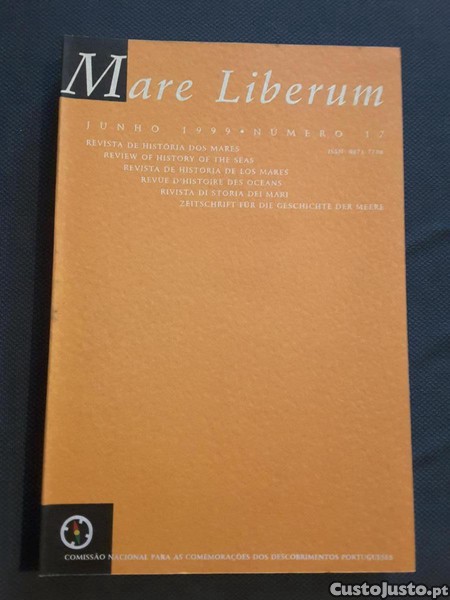 Mare Liberum
JUNHO 1999 • NÚMERO 17
REVISTA DE HISTÓRIA DOS MARES
REVIEW OF HISTORY OF THE SEAS
REVISTA DE HISTORIA DE LOS MARES
REVUE D'HISTOIRE DES OCÉANS
RIVISTA DI STORIA DEI MARI
ZEITSCHRIFT FÜR DIE GESCHICHTE DER MEERE
COMISSÃO NACIONAL PARA AS COMEMORAÇÕES DOS DESCOBRIMENTOS PORTUGUESES
CustoJusto.pt